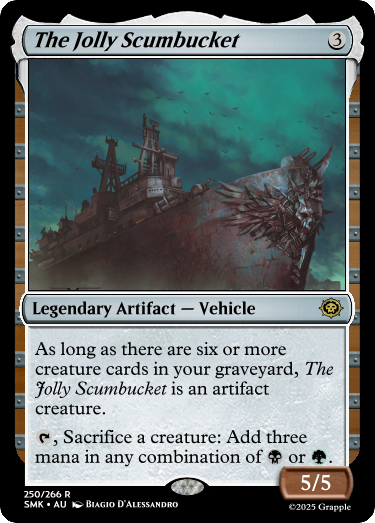 The Jolly Scumbucket 3
Legendary Artifact — Vehicle
As long as there are six or more
creature cards in your graveyard, The
Jolly Scumbucket is an artifact
creature.
, Sacrifice a creature: Add three
mana in any combination of or .
5/5
250/266 R
SMK • AU Biagio D'Alessandro
©2025 Grapple